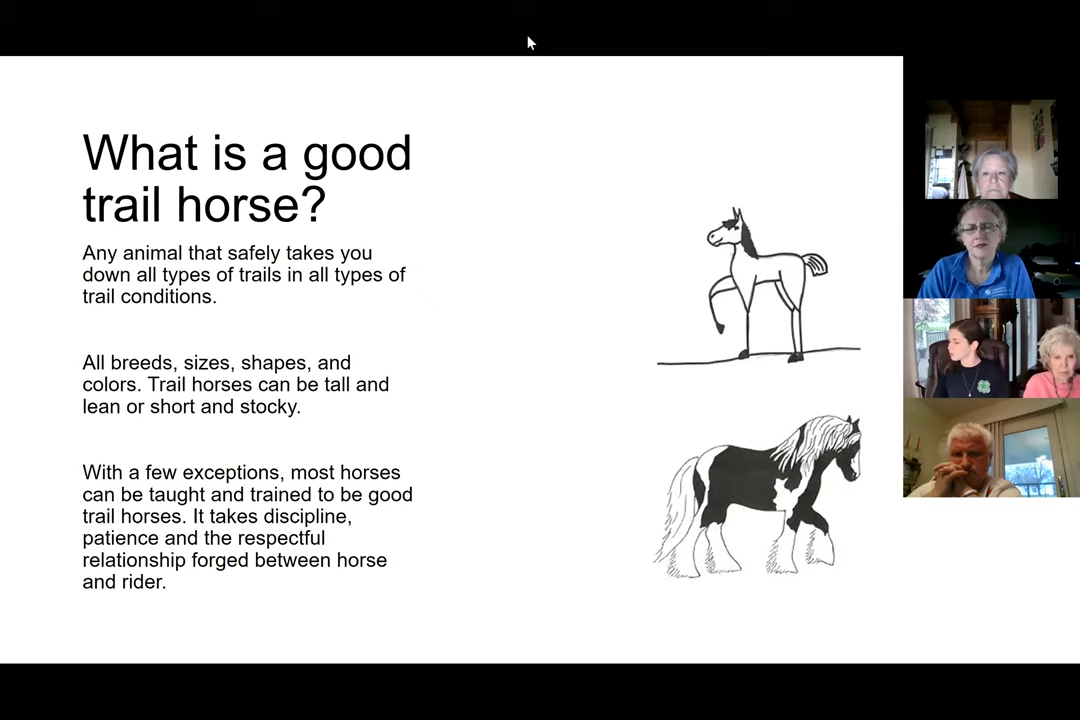 What is a good
trail horse?
Any animal that safely takes you
down all types of trails in all types of
trail conditions.
All breeds, sizes, shapes, and
colors. Trail horses can be tall and
lean or short and stocky.
With a few exceptions, most horses
can be taught and trained to be good
trail horses. It takes discipline,
patience and the respectful
relationship forged between horse
and rider.